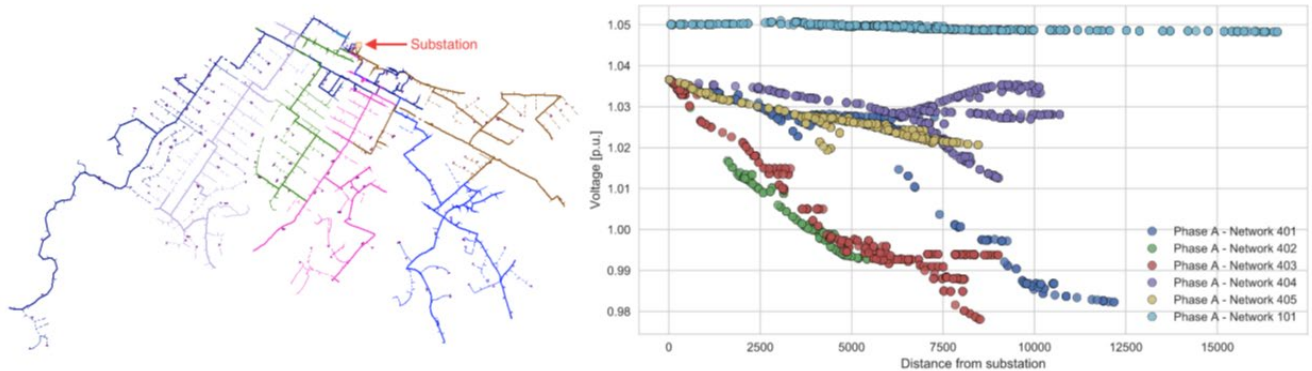 Substation
1.05
1.04
1.03
1.02
1.01
1.00
0.99
0.98
Voltage [p.u.]
0
2500
5000
7500
10000
12500
15000
Distance from substation
Phase A - Network 401
Phase A - Network 402
Phase A - Network 403
Phase A - Network 404
Phase A - Network 405
Phase A - Network 101